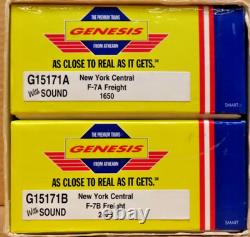 THE PREMIUM TRAINS
GENESIS
FROM ATHEARN
AS CLOSE TO REAL AS IT GETS.
G15171A
With SOUND
New York Central
F-7A Freight
1650
SMART
THE PREMIUM TRAINS
GENESIS
FROM ATHEARN
AS CLOSE TO REAL AS IT GETS.
G15171B
With SOUND
New York Central
F-7B Freight
SMART